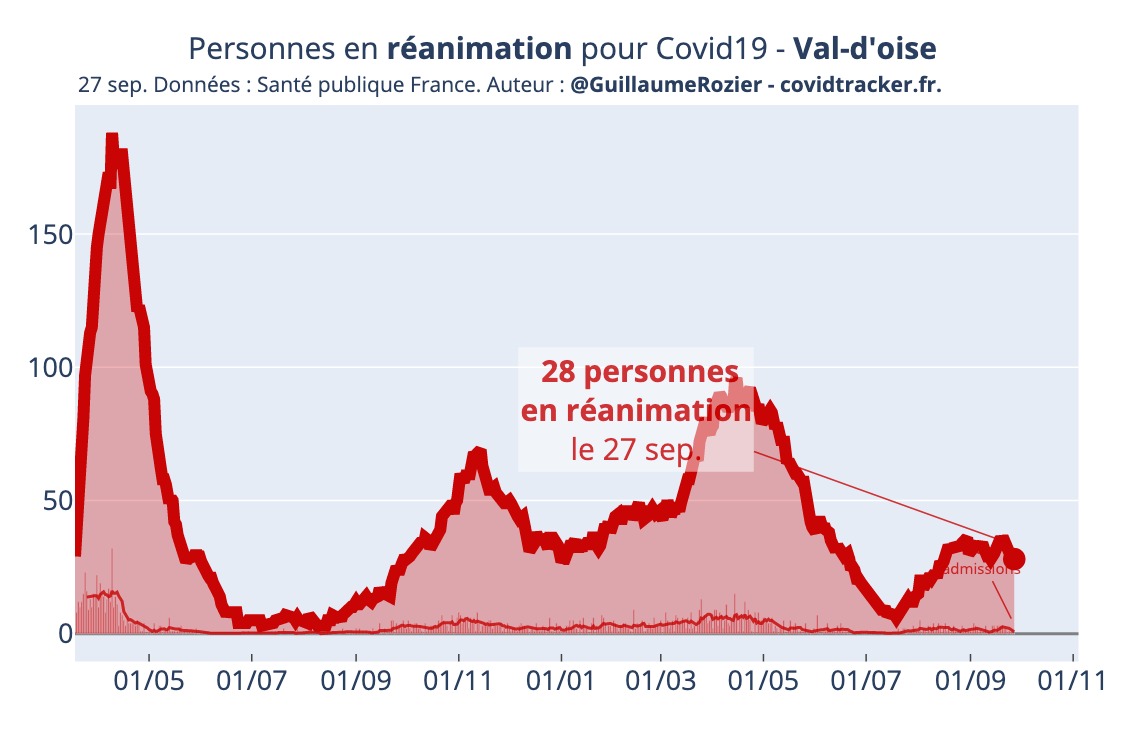 Personnes en réanimation pour Covid19 - Val-d'oise
27 sep. Données : Santé publique France. Auteur : @GuillaumeRozier - covidtracker.fr.
150
100
50
0
28 personnes
en réanimation
le 27 sep.
admissions
01/05 01/07 01/09 01/11 01/01 01/03 01/05 01/07 01/09 01/11